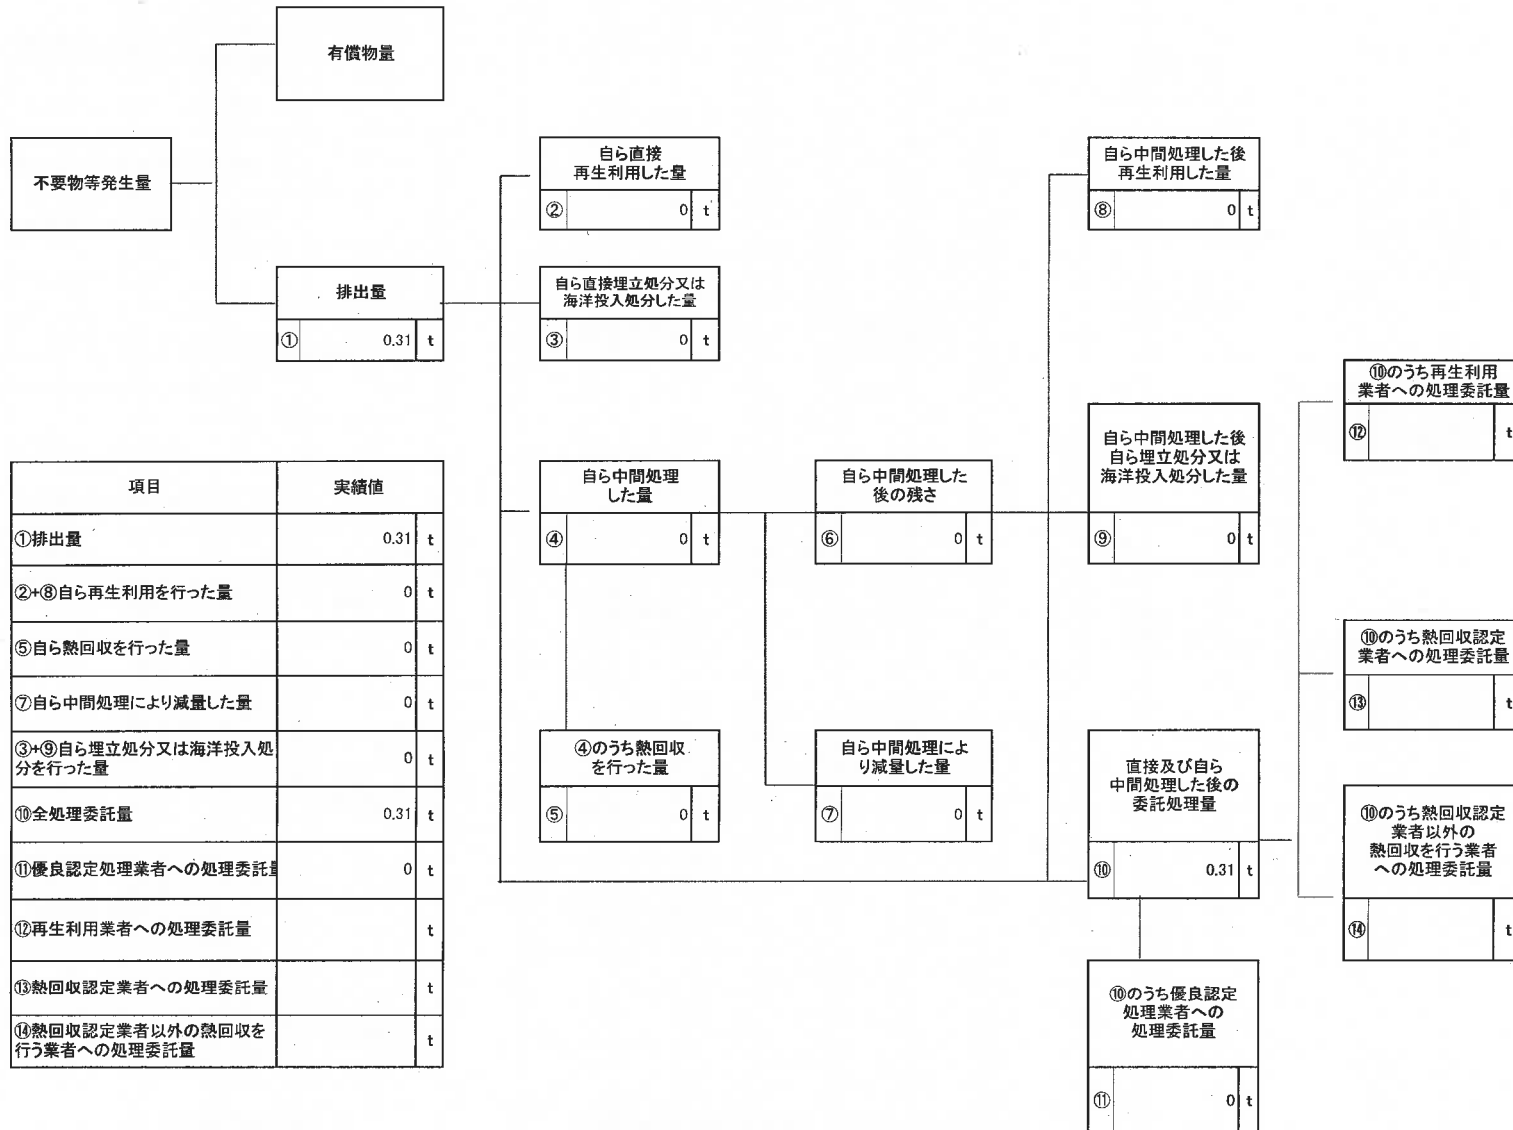 有償物量
不要物等発生量
排出量
① 0.31 t
自ら直接
再生利用した量
② 0 t
自ら直接埋立処分又は
海洋投入処分した量
③ 0 t
自ら中間処理
した量
④ 0 t
④のうち熱回収
を行った量
⑤ 0 t
自ら中間処理した
後の残さ
⑥ 0 t
自ら中間処理によ
り減量した量
⑦ 0 t
自ら中間処理した後
再生利用した量
⑧ 0 t
自ら中間処理した後
自ら埋立処分又は
海洋投入処分した量
⑨ 0 t
直接及び自ら
中間処理した後の
委託処理量
⑩ 0.31 t
⑩のうち優良認定
処理業者への
処理委託量
⑪ 0 t
⑩のうち再生利用
業者への処理委託量
⑫ t
⑩のうち熱回収認定
業者への処理委託量
⑬ t
⑩のうち熱回収認定
業者以外の
熱回収を行う業者
への処理委託量
⑭ t
項目 実績値
①排出量 0.31 t
②+⑧自ら再生利用を行った量 0 t
⑤自ら熱回収を行った量 0 t
⑦自ら中間処理により減量した量 0 t
③+⑨自ら埋立処分又は海洋投入処
分を行った量 0 t
⑩全処理委託量 0.31 t
⑪優良認定処理業者への処理委託量 0 t
⑫再生利用業者への処理委託量 t
⑬熱回収認定業者への処理委託量 t
⑭熱回収認定業者以外の熱回収を
行う業者への処理委託量 t